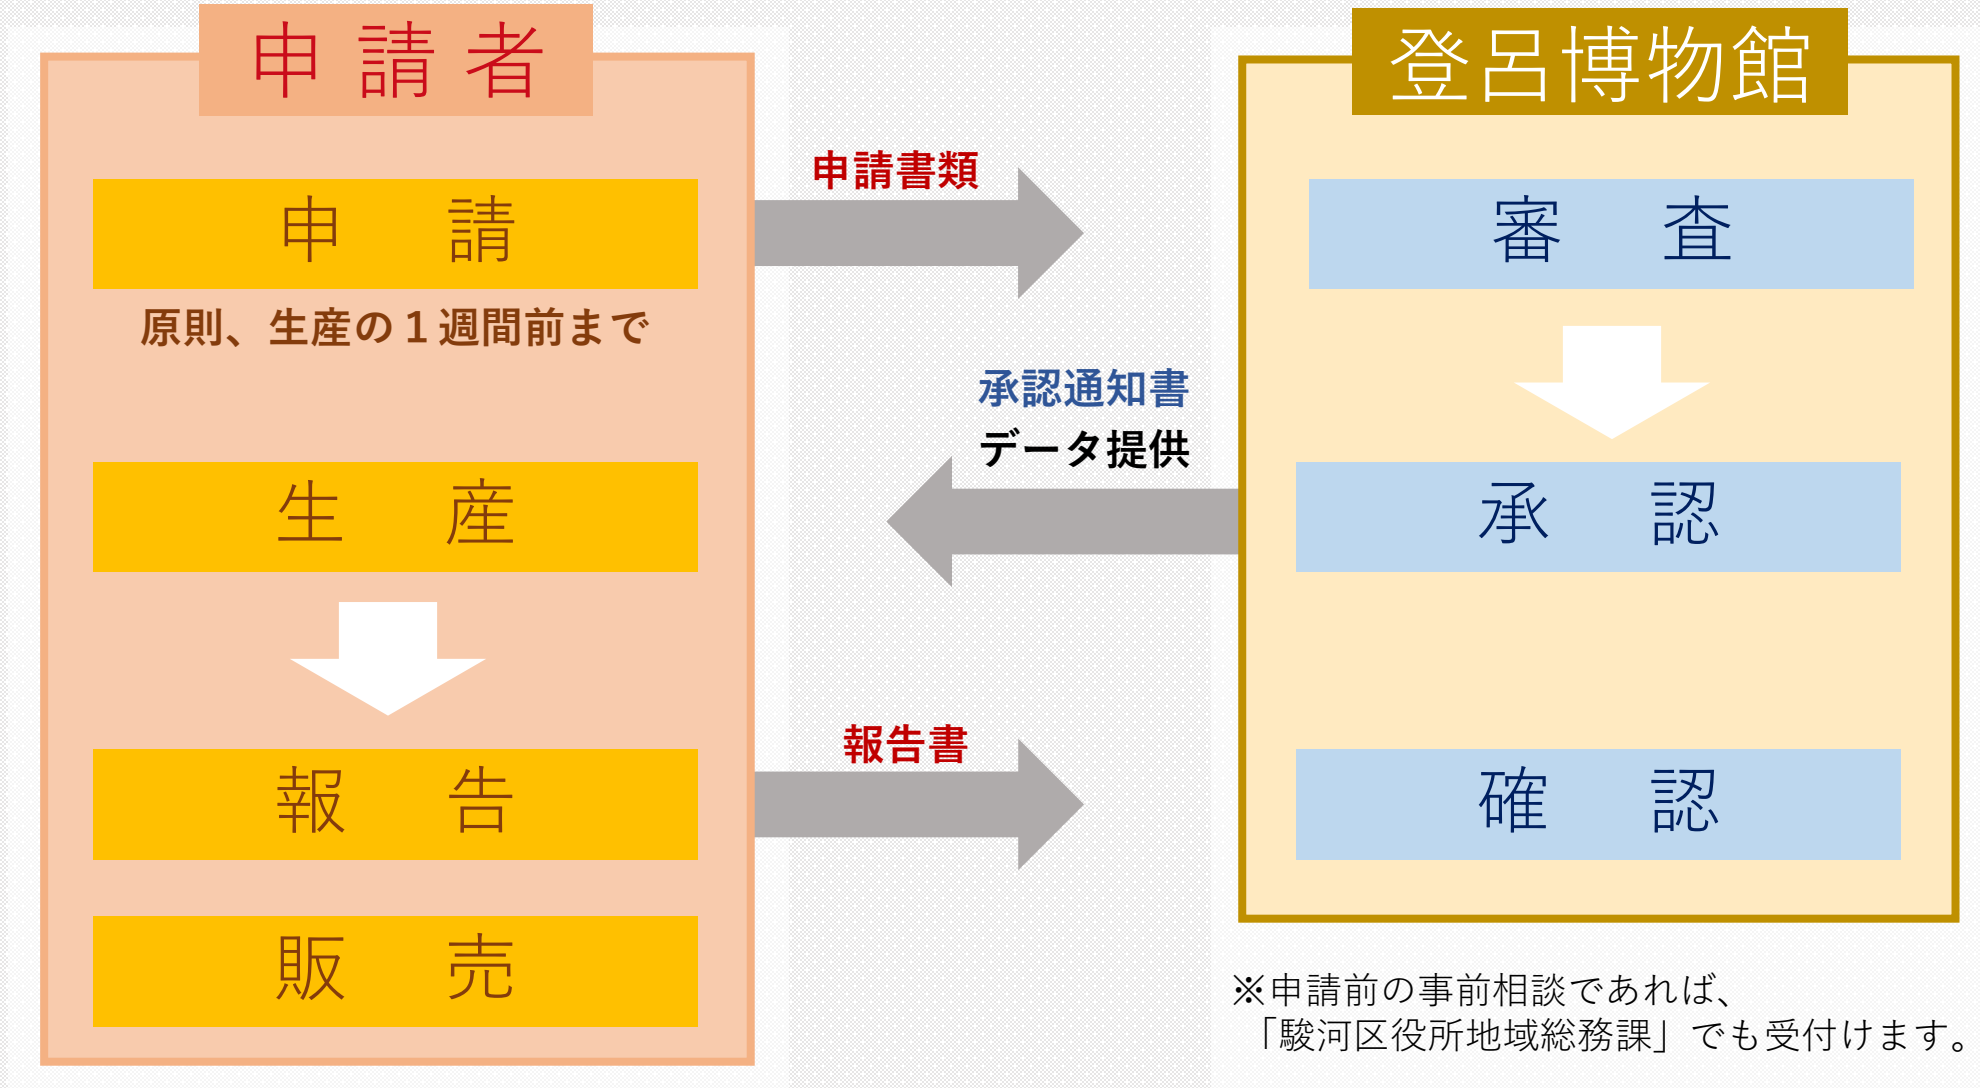 申請者
申請
原則、生産の１週間前まで
生産
報告
販売
申請書類
承認通知書
データ提供
報告書
登呂博物館
審査
承認
確認
※申請前の事前相談であれば、
「駿河区役所地域総務課」でも受付けます。